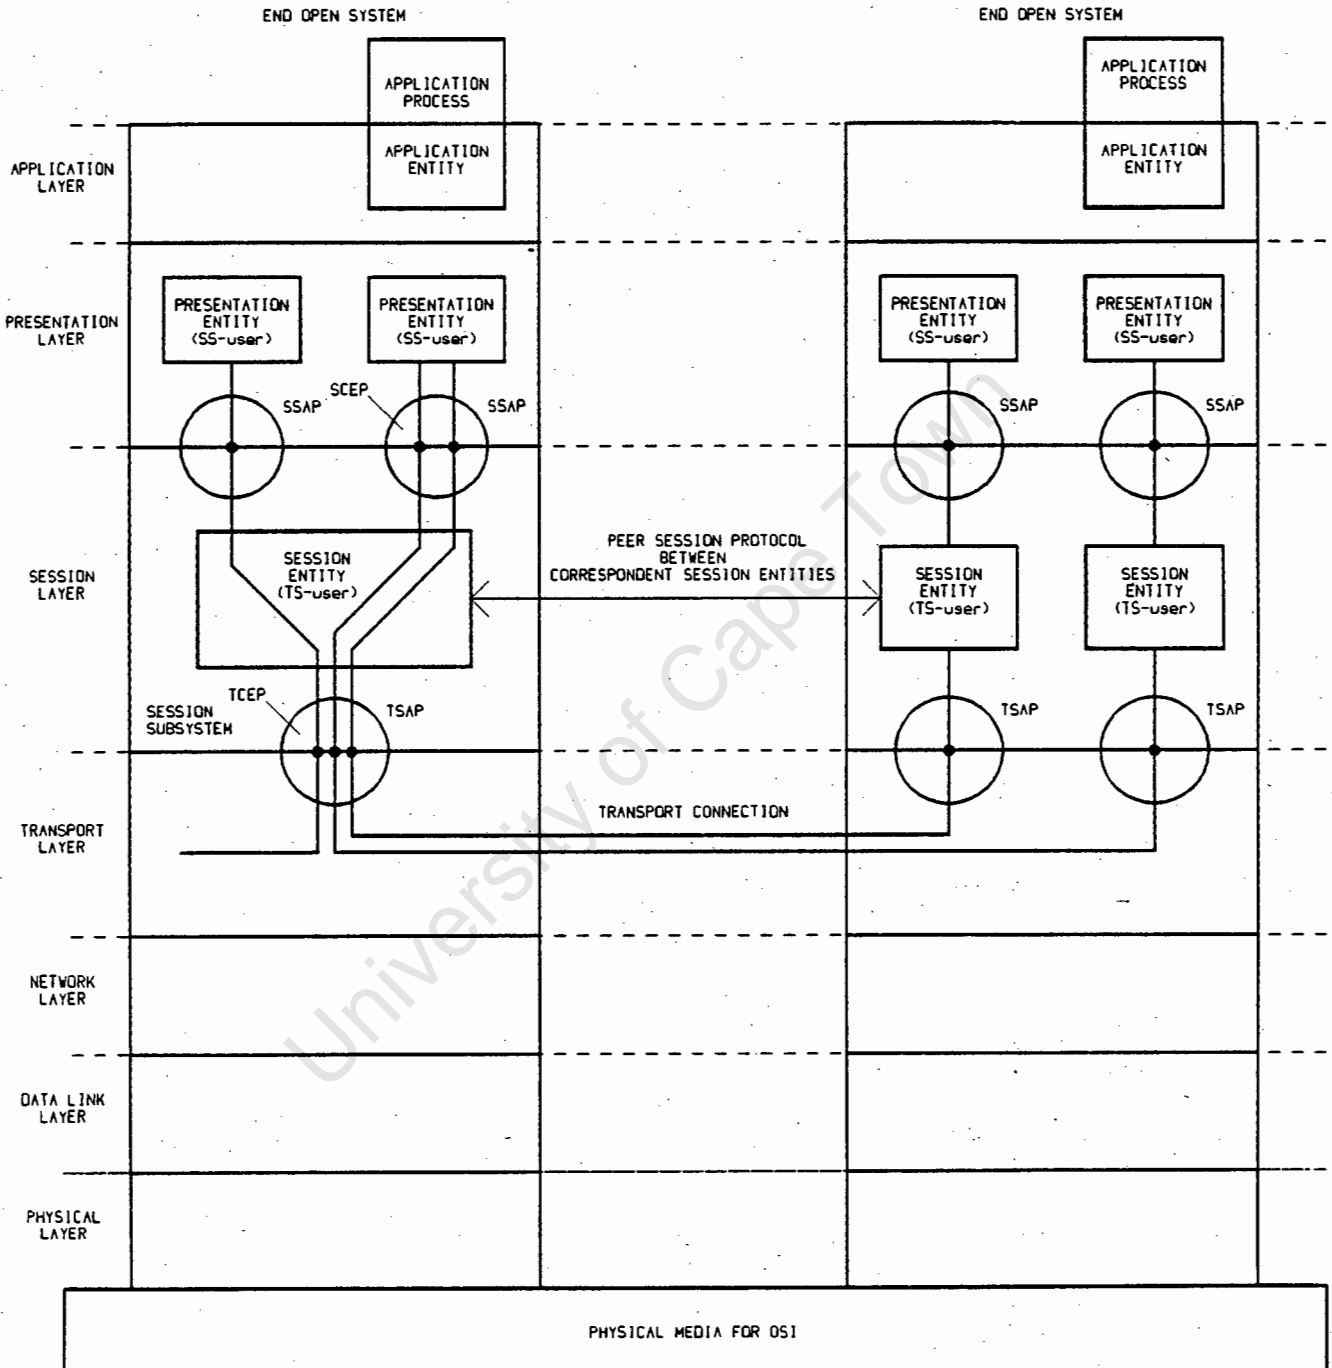 END OPEN SYSTEM
END OPEN SYSTEM
APPLICATION
PROCESS
APPLICATION
PROCESS
APPLICATION
LAYER
APPLICATION
ENTITY
APPLICATION
ENTITY
PRESENTATION
LAYER
PRESENTATION
ENTITY
(SS-user)
PRESENTATION
ENTITY
(SS-user)
PRESENTATION
ENTITY
(SS-user)
PRESENTATION
ENTITY
(SS-user)
SSAP
SCEP
SSAP
SSAP
SSAP
SESSION
LAYER
SESSION
ENTITY
(TS-user)
PEER SESSION PROTOCOL
BETWEEN
CORRESPONDENT SESSION ENTITIES
SESSION
ENTITY
(TS-user)
SESSION
ENTITY
(TS-user)
SESSION
SUBSYSTEM
TCEP
TSAP
TSAP
TSAP
TRANSPORT
LAYER
TRANSPORT CONNECTION
NETWORK
LAYER
DATA LINK
LAYER
PHYSICAL
LAYER
PHYSICAL MEDIA FOR OSI
University of Cape Town